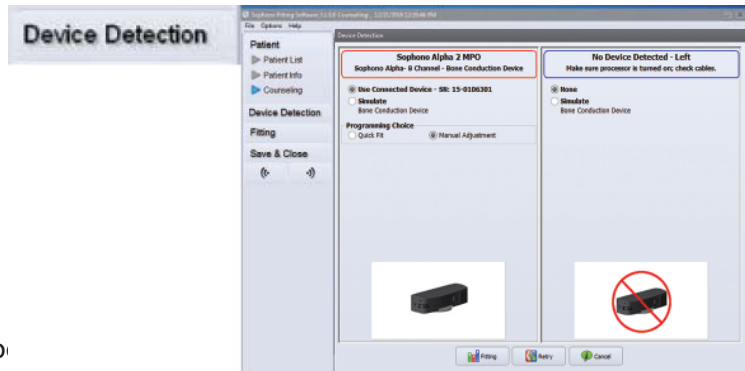 Device Detection
File Options Help
Patient
Patient List
Patient Info
Counseling
Device Detection
Fitting
Save & Close
Device Detection
Sophono Alpha 2 MPO
Sophono Alpha- 8 Channel - Bone Conduction Device
Use Connected Device - SN: 15-0106301
Simulate
Bone Conduction Device
Programming Choice
Quick Fit Manual Adjustment
No Device Detected - Left
Make sure processor is turned on; check cables.
None
Simulate
Bone Conduction Device
Fitting Retry Cancel